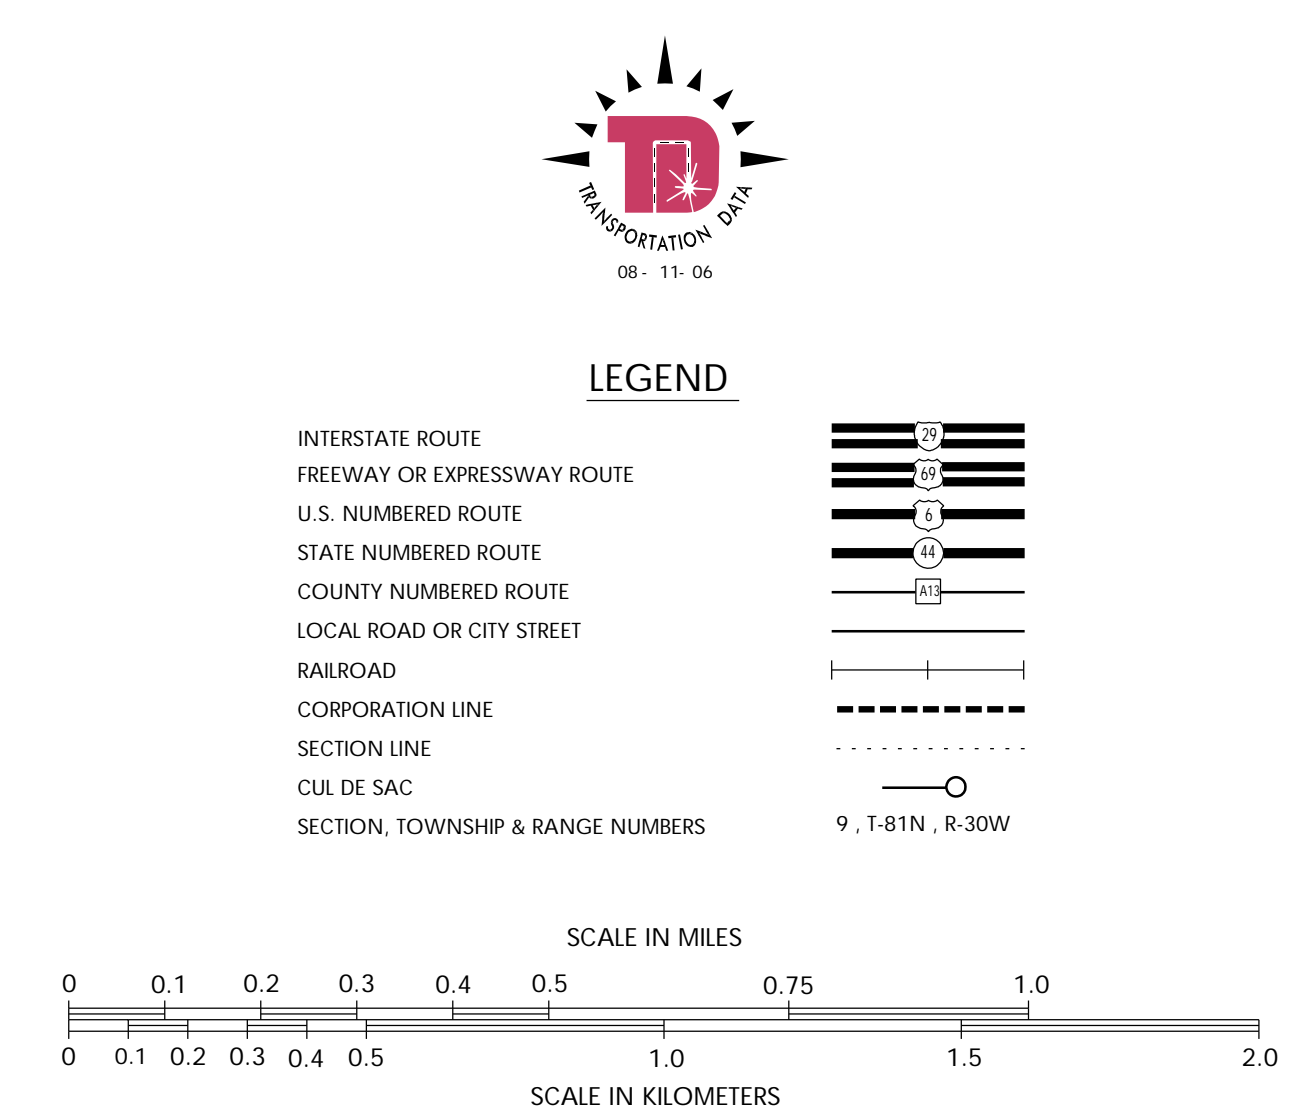 TRANSPORTATION DATA
08 - 11- 06
LEGEND
INTERSTATE ROUTE 29
FREEWAY OR EXPRESSWAY ROUTE 69
U.S. NUMBERED ROUTE 6
STATE NUMBERED ROUTE 44
COUNTY NUMBERED ROUTE A13
LOCAL ROAD OR CITY STREET
RAILROAD
CORPORATION LINE
SECTION LINE
CUL DE SAC
SECTION, TOWNSHIP & RANGE NUMBERS 9 , T-81N , R-30W
SCALE IN MILES
0 0.1 0.2 0.3 0.4 0.5 0.75 1.0
0 0.1 0.2 0.3 0.4 0.5 1.0 1.5 2.0
SCALE IN KILOMETERS